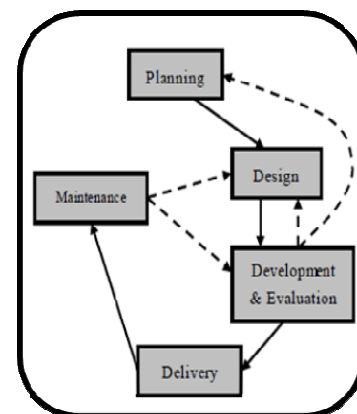 Planning
Design
Maintenance
Development
& Evaluation
Delivery